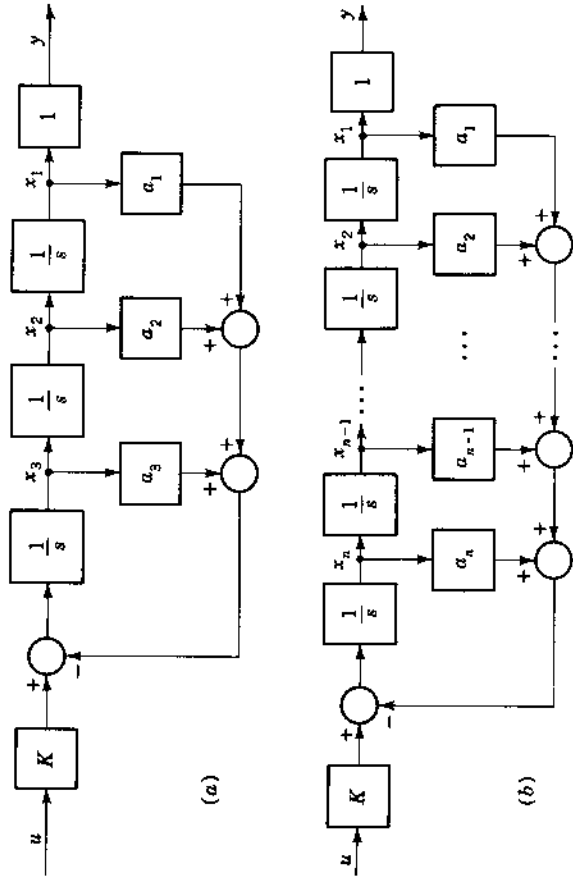 u K + − 1/s x₃ 1/s x₂ 1/s x₁ 1 y
a₃ a₂ a₁
+ + + +
(a)
u K + − 1/s xₙ 1/s xₙ₋₁ ... 1/s x₂ 1/s x₁ 1 y
aₙ aₙ₋₁ ... a₂ a₁
+ + + + ... + +
(b)